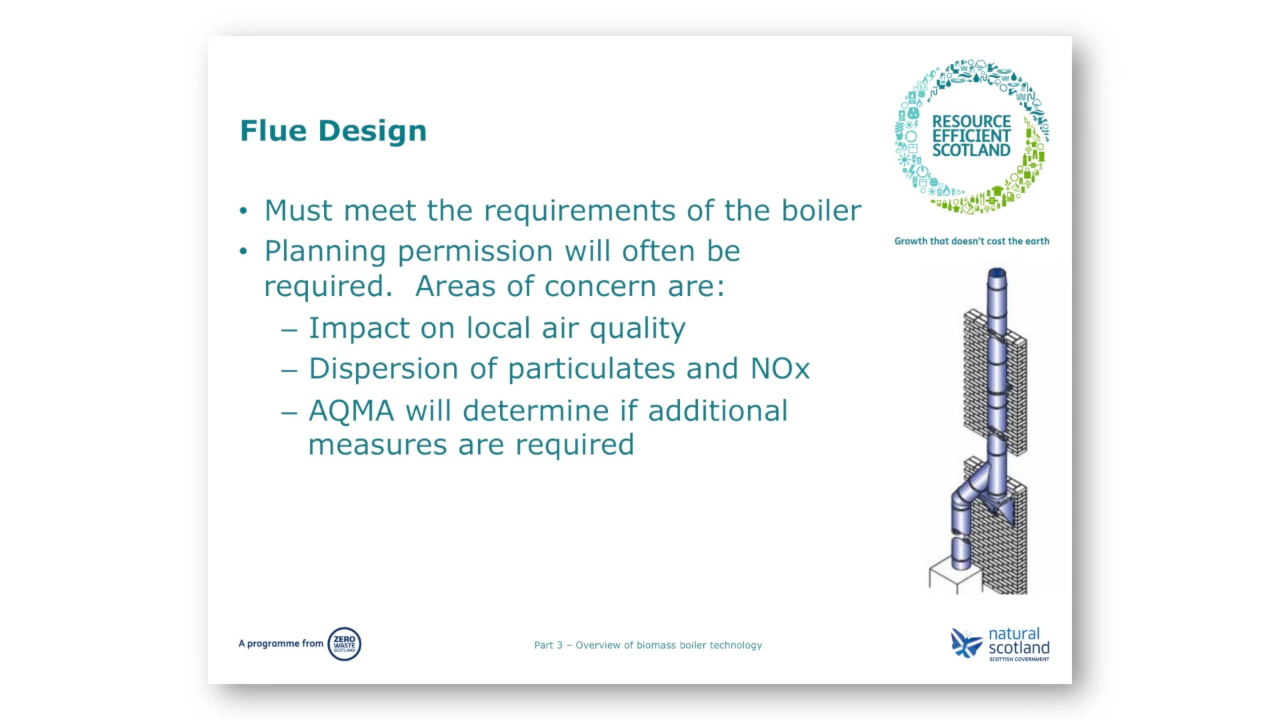 Flue Design
RESOURCE
EFFICIENT
SCOTLAND
Growth that doesn't cost the earth
• Must meet the requirements of the boiler
• Planning permission will often be
required.  Areas of concern are:
– Impact on local air quality
– Dispersion of particulates and NOx
– AQMA will determine if additional
measures are required
A programme from
ZERO
WASTE
SCOTLAND
Part 3 – Overview of biomass boiler technology
natural
scotland
SCOTTISH GOVERNMENT